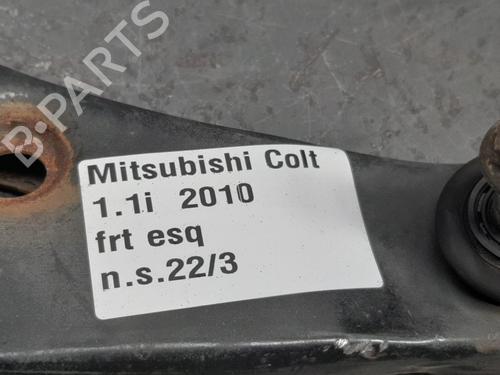 B-PARTS
Mitsubishi Colt
1.1i 2010
frt esq
n.s.22/3